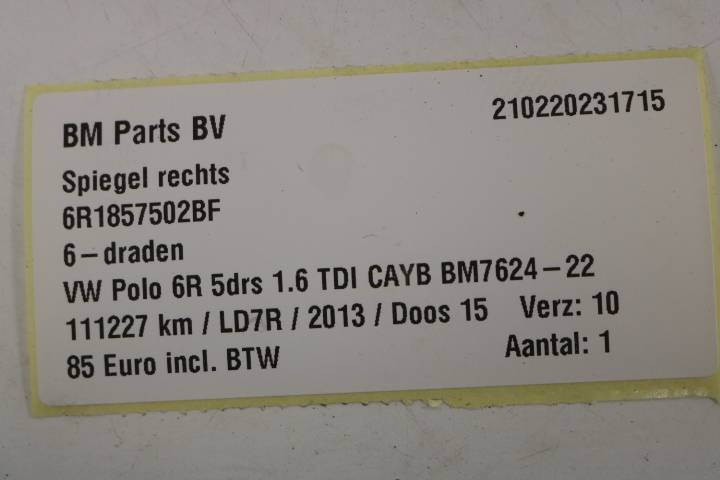 BM Parts BV 210220231715
Spiegel rechts
6R1857502BF
6-draden
VW Polo 6R 5drs 1.6 TDI CAYB BM7624-22
111227 km / LD7R / 2013 / Doos 15 Verz: 10
85 Euro incl. BTW Aantal: 1